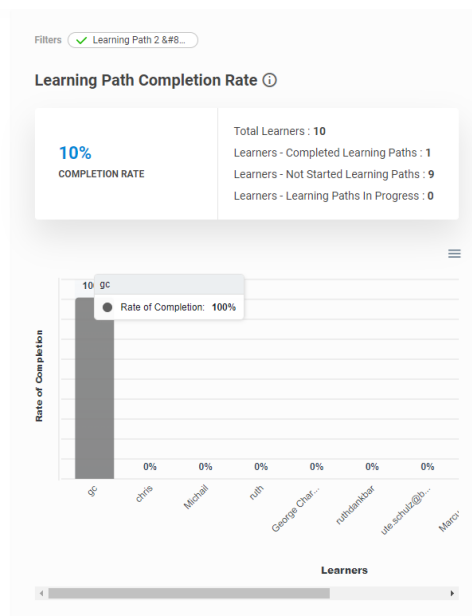 Filters Learning Path 2 &#8...
Learning Path Completion Rate
10%
COMPLETION RATE
Total Learners : 10
Learners - Completed Learning Paths : 1
Learners - Not Started Learning Paths : 9
Learners - Learning Paths In Progress : 0
gc
Rate of Completion: 100%
Rate of Completion
0% 0% 0% 0% 0% 0%
gc
chris
Michail
ruth
George Char...
ruthdankbar
ute.schulz@b...
Learners